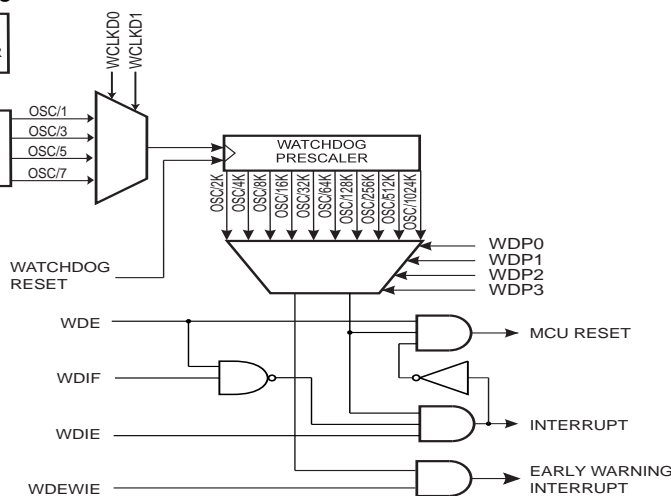 WCLKD0
WCLKD1
OSC/1
OSC/3
OSC/5
OSC/7
WATCHDOG
PRESCALER
OSC/2K
OSC/4K
OSC/8K
OSC/16K
OSC/32K
OSC/64K
OSC/128K
OSC/256K
OSC/512K
OSC/1024K
WDP0
WDP1
WDP2
WDP3
WATCHDOG
RESET
WDE
MCU RESET
WDIF
WDIE
INTERRUPT
WDEWIE
EARLY WARNING
INTERRUPT